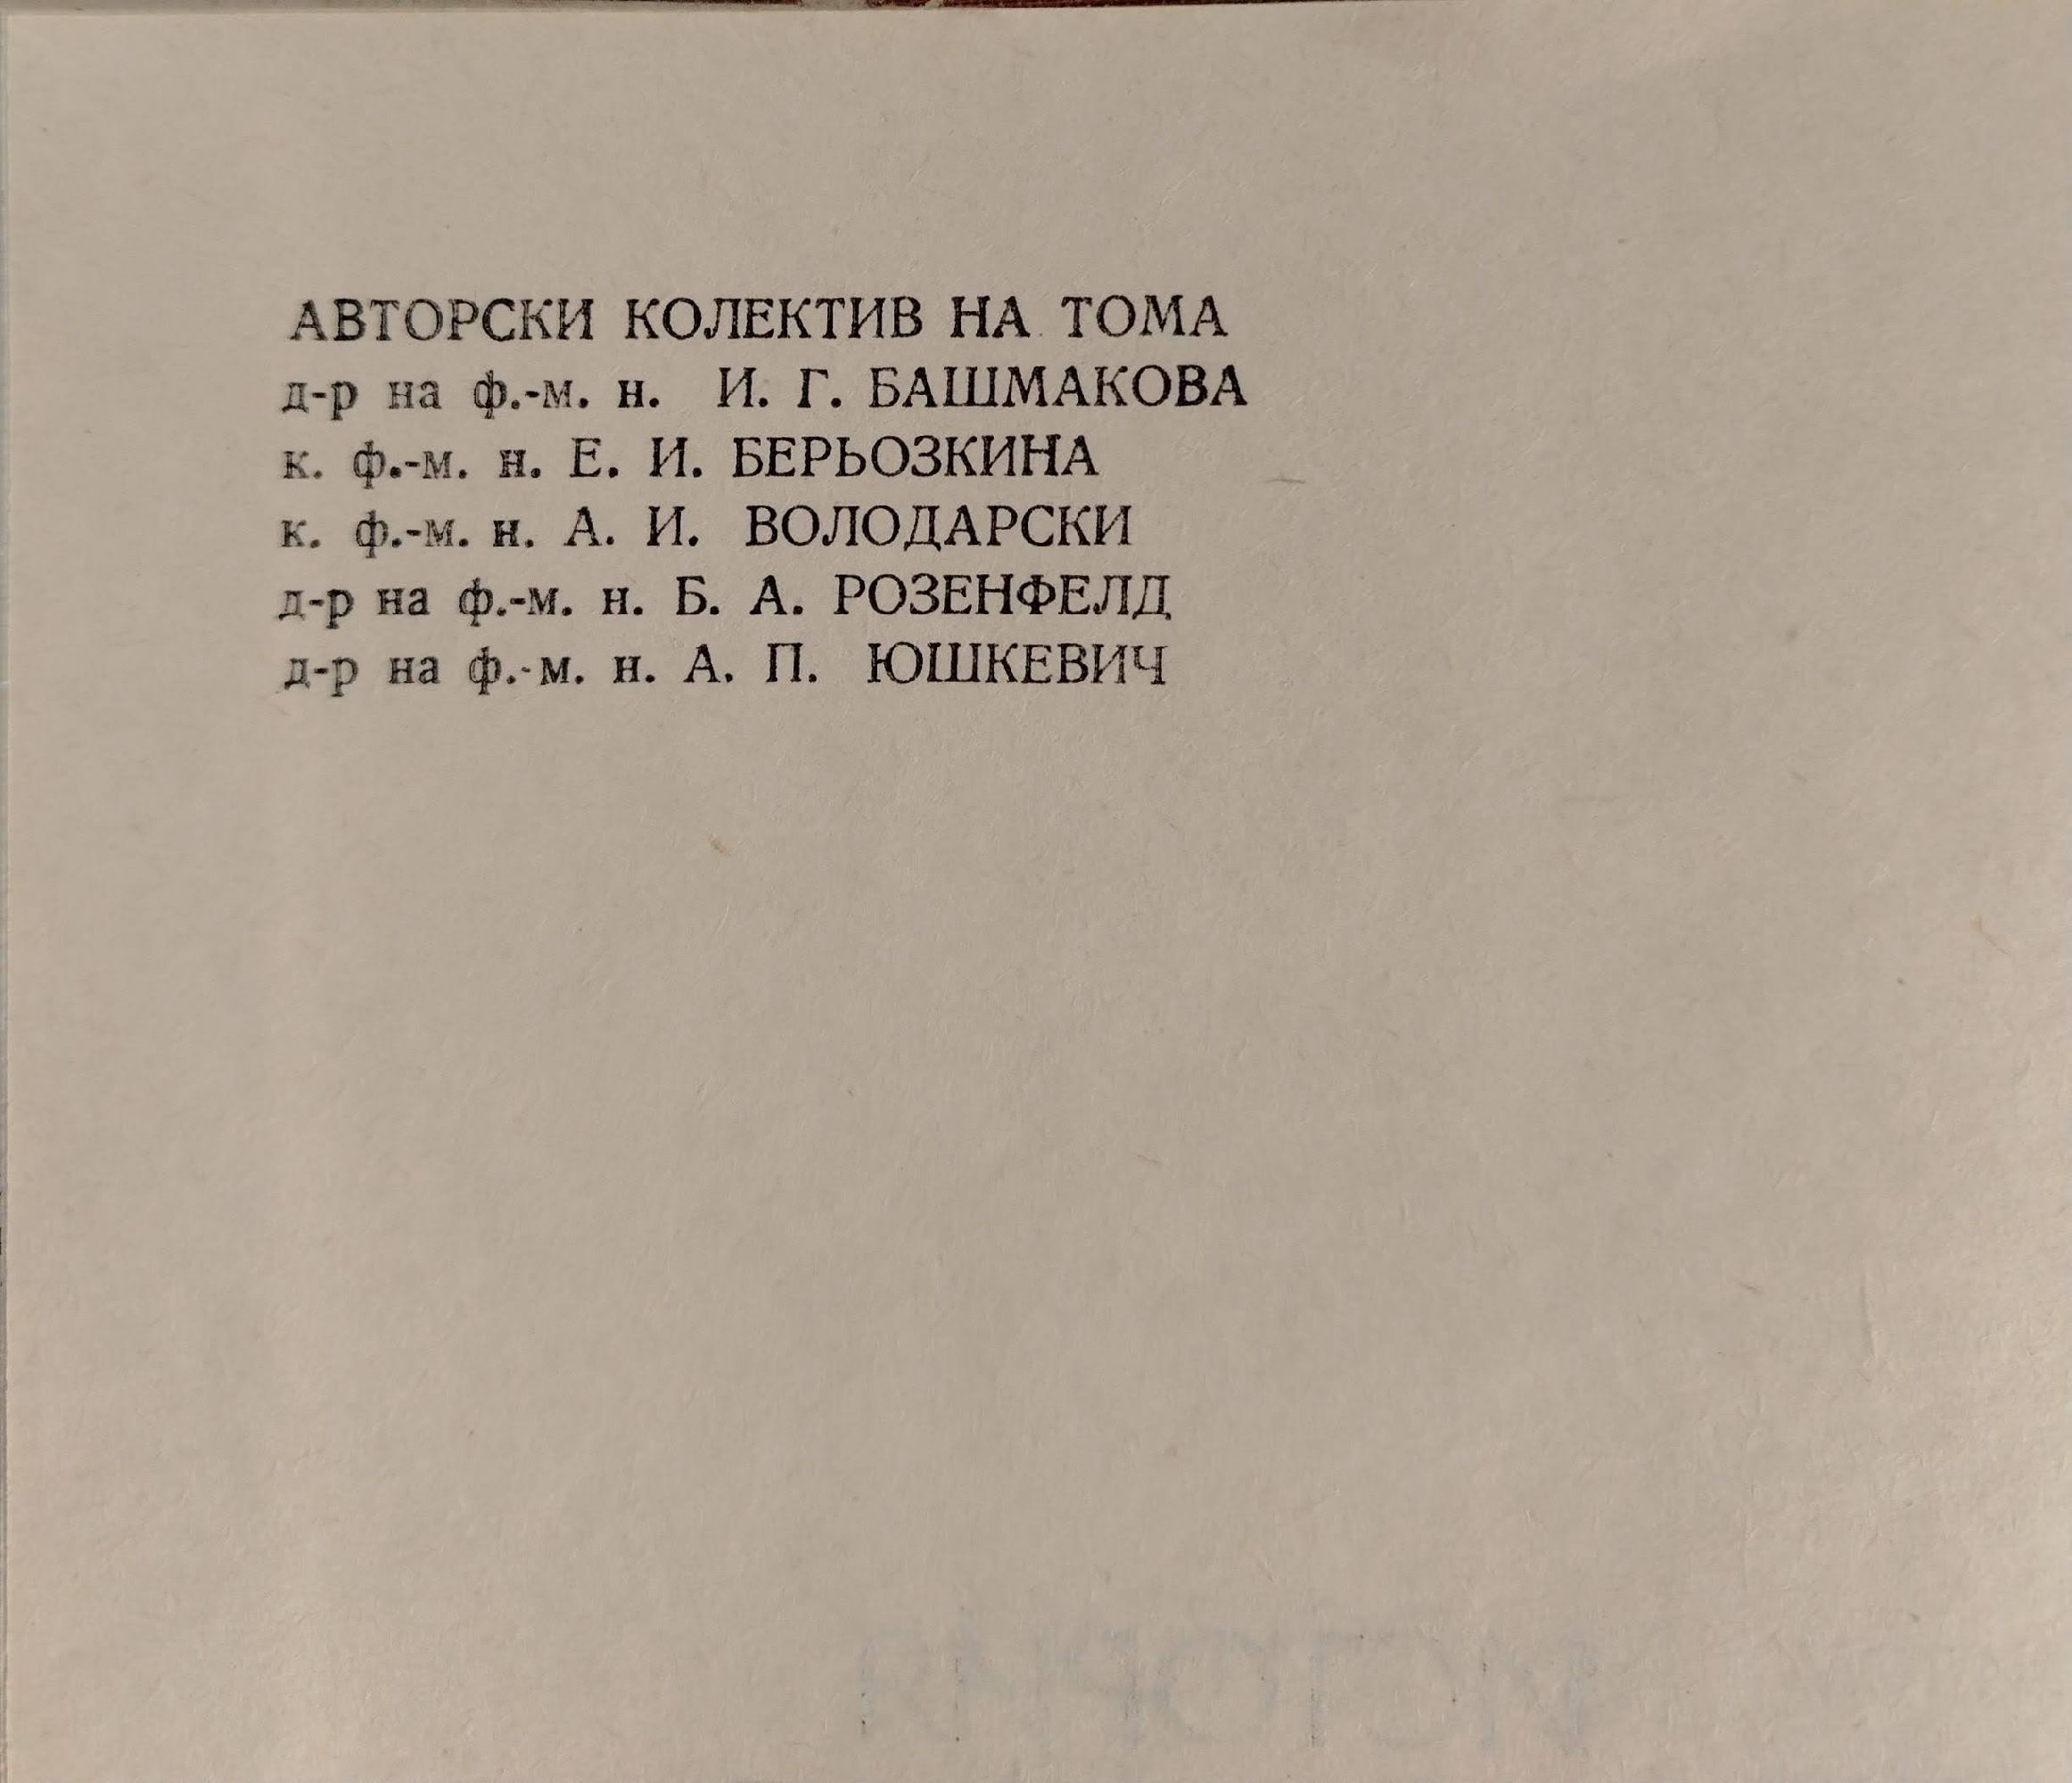 АВТОРСКИ КОЛЕКТИВ НА ТОМА
д-р на ф.-м. н. И. Г. БАШМАКОВА
к. ф.-м. н. Е. И. БЕРЬОЗКИНА
к. ф.-м. н. А. И. ВОЛОДАРСКИ
д-р на ф.-м. н. Б. А. РОЗЕНФЕЛД
д-р на ф.-м. н. А. П. ЮШКЕВИЧ